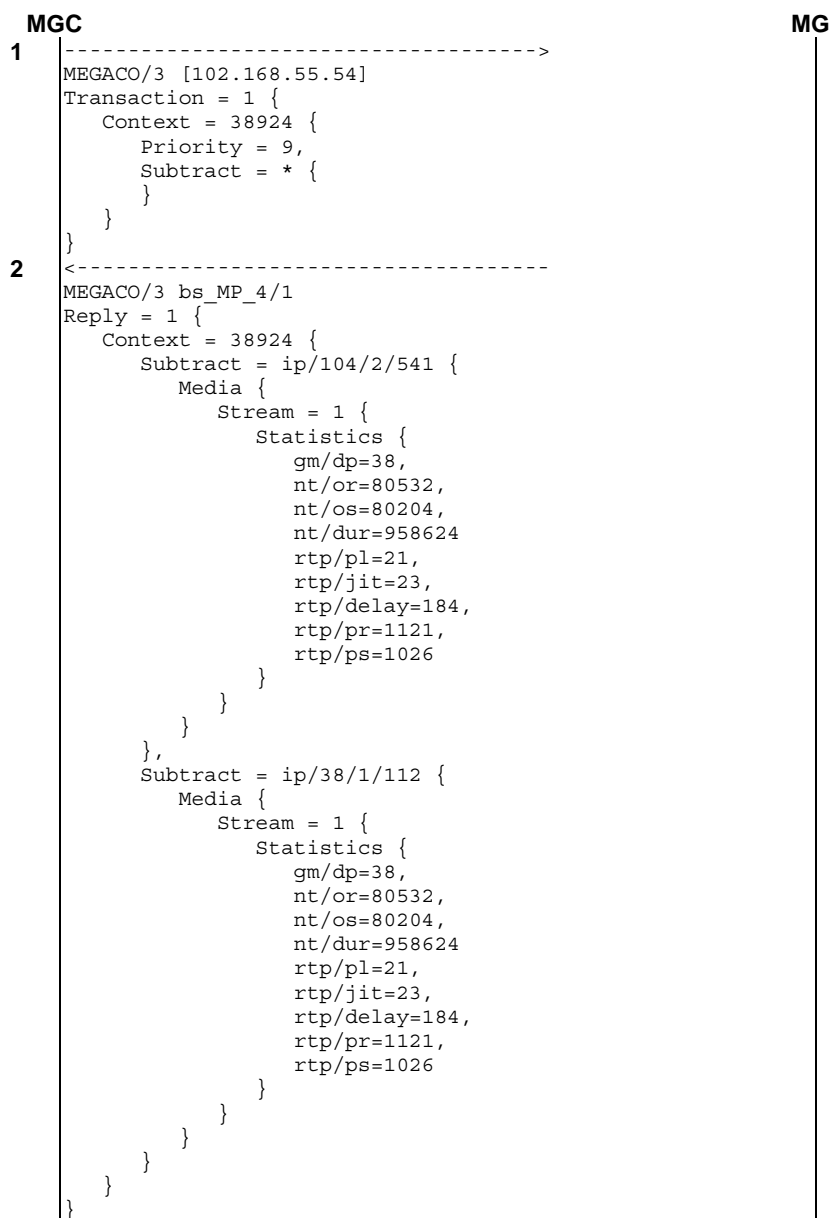 MGC MG
1 ------------------------------------->
MEGACO/3 [102.168.55.54]
Transaction = 1 {
Context = 38924 {
Priority = 9,
Subtract = * {
}
}
}
2 <-------------------------------------
MEGACO/3 bs_MP_4/1
Reply = 1 {
Context = 38924 {
Subtract = ip/104/2/541 {
Media {
Stream = 1 {
Statistics {
gm/dp=38,
nt/or=80532,
nt/os=80204,
nt/dur=958624
rtp/pl=21,
rtp/jit=23,
rtp/delay=184,
rtp/pr=1121,
rtp/ps=1026
}
}
}
},
Subtract = ip/38/1/112 {
Media {
Stream = 1 {
Statistics {
gm/dp=38,
nt/or=80532,
nt/os=80204,
nt/dur=958624
rtp/pl=21,
rtp/jit=23,
rtp/delay=184,
rtp/pr=1121,
rtp/ps=1026
}
}
}
}
}
}